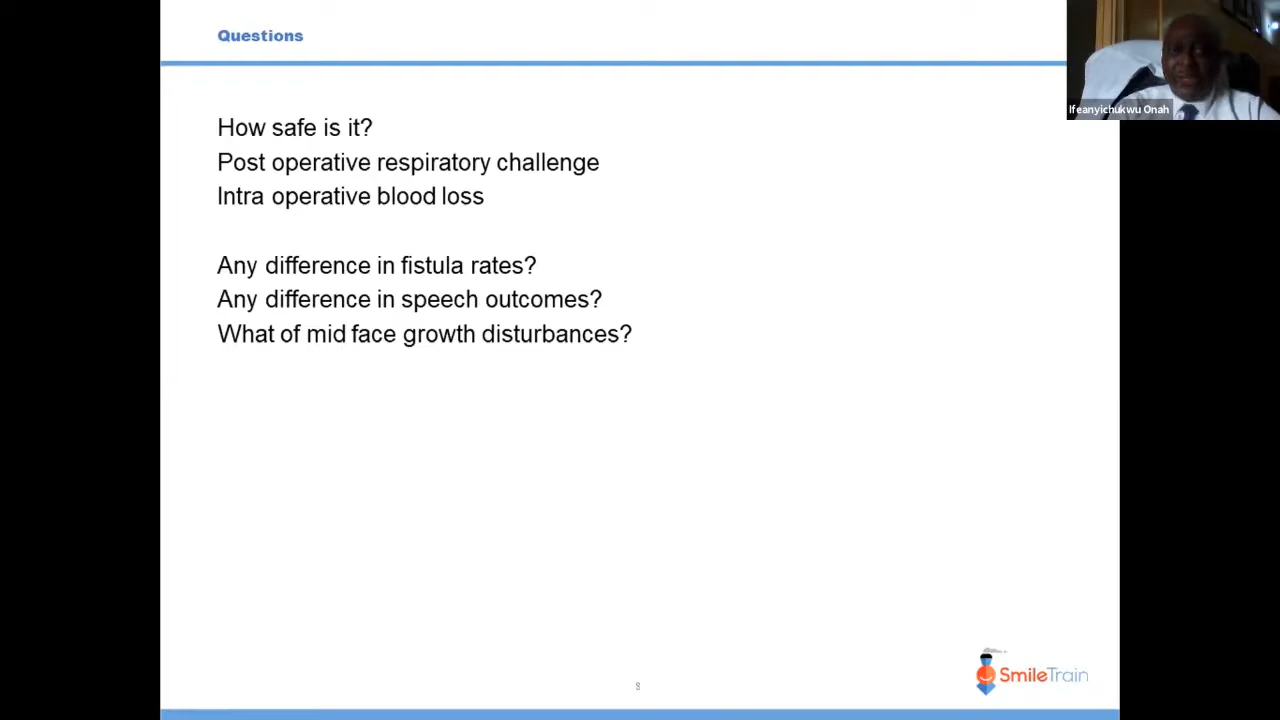 Questions
Ifeanyichukwu Onah
How safe is it?
Post operative respiratory challenge
Intra operative blood loss
Any difference in fistula rates?
Any difference in speech outcomes?
What of mid face growth disturbances?
SmileTrain